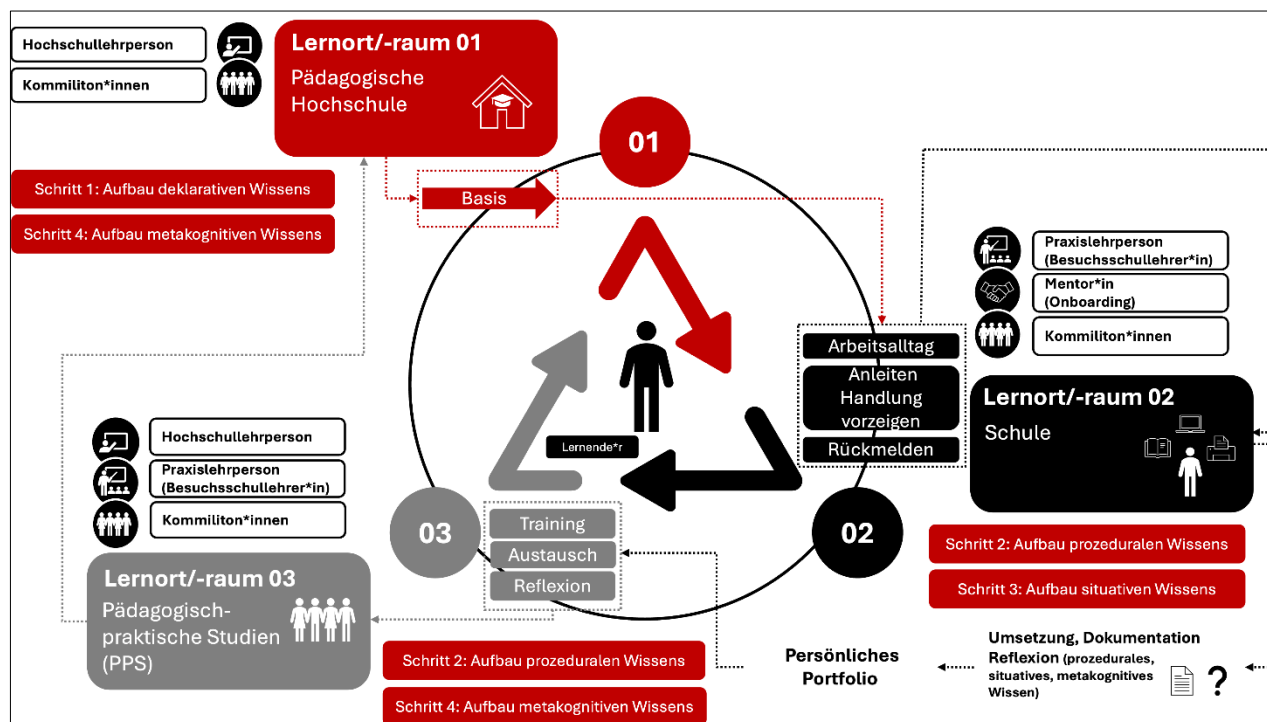 Hochschullehrperson
Kommiliton*innen
Lernort/-raum 01
Pädagogische
Hochschule
01
Schritt 1: Aufbau deklarativen Wissens
Schritt 4: Aufbau metakognitiven Wissens
Basis
Praxislehrperson
(Besuchsschullehrer*in)
Mentor*in
(Onboarding)
Kommiliton*innen
Arbeitsalltag
Anleiten
Handlung
vorzeigen
Rückmelden
Lernort/-raum 02
Schule
Lernende*r
02
Schritt 2: Aufbau prozeduralen Wissens
Schritt 3: Aufbau situativen Wissens
Hochschullehrperson
Praxislehrperson
(Besuchsschullehrer*in)
Kommiliton*innen
03
Training
Austausch
Reflexion
Lernort/-raum 03
Pädagogisch-
praktische Studien
(PPS)
Schritt 2: Aufbau prozeduralen Wissens
Schritt 4: Aufbau metakognitiven Wissens
Persönliches
Portfolio
Umsetzung, Dokumentation
Reflexion (prozedurales,
situatives, metakognitives
Wissen)
?